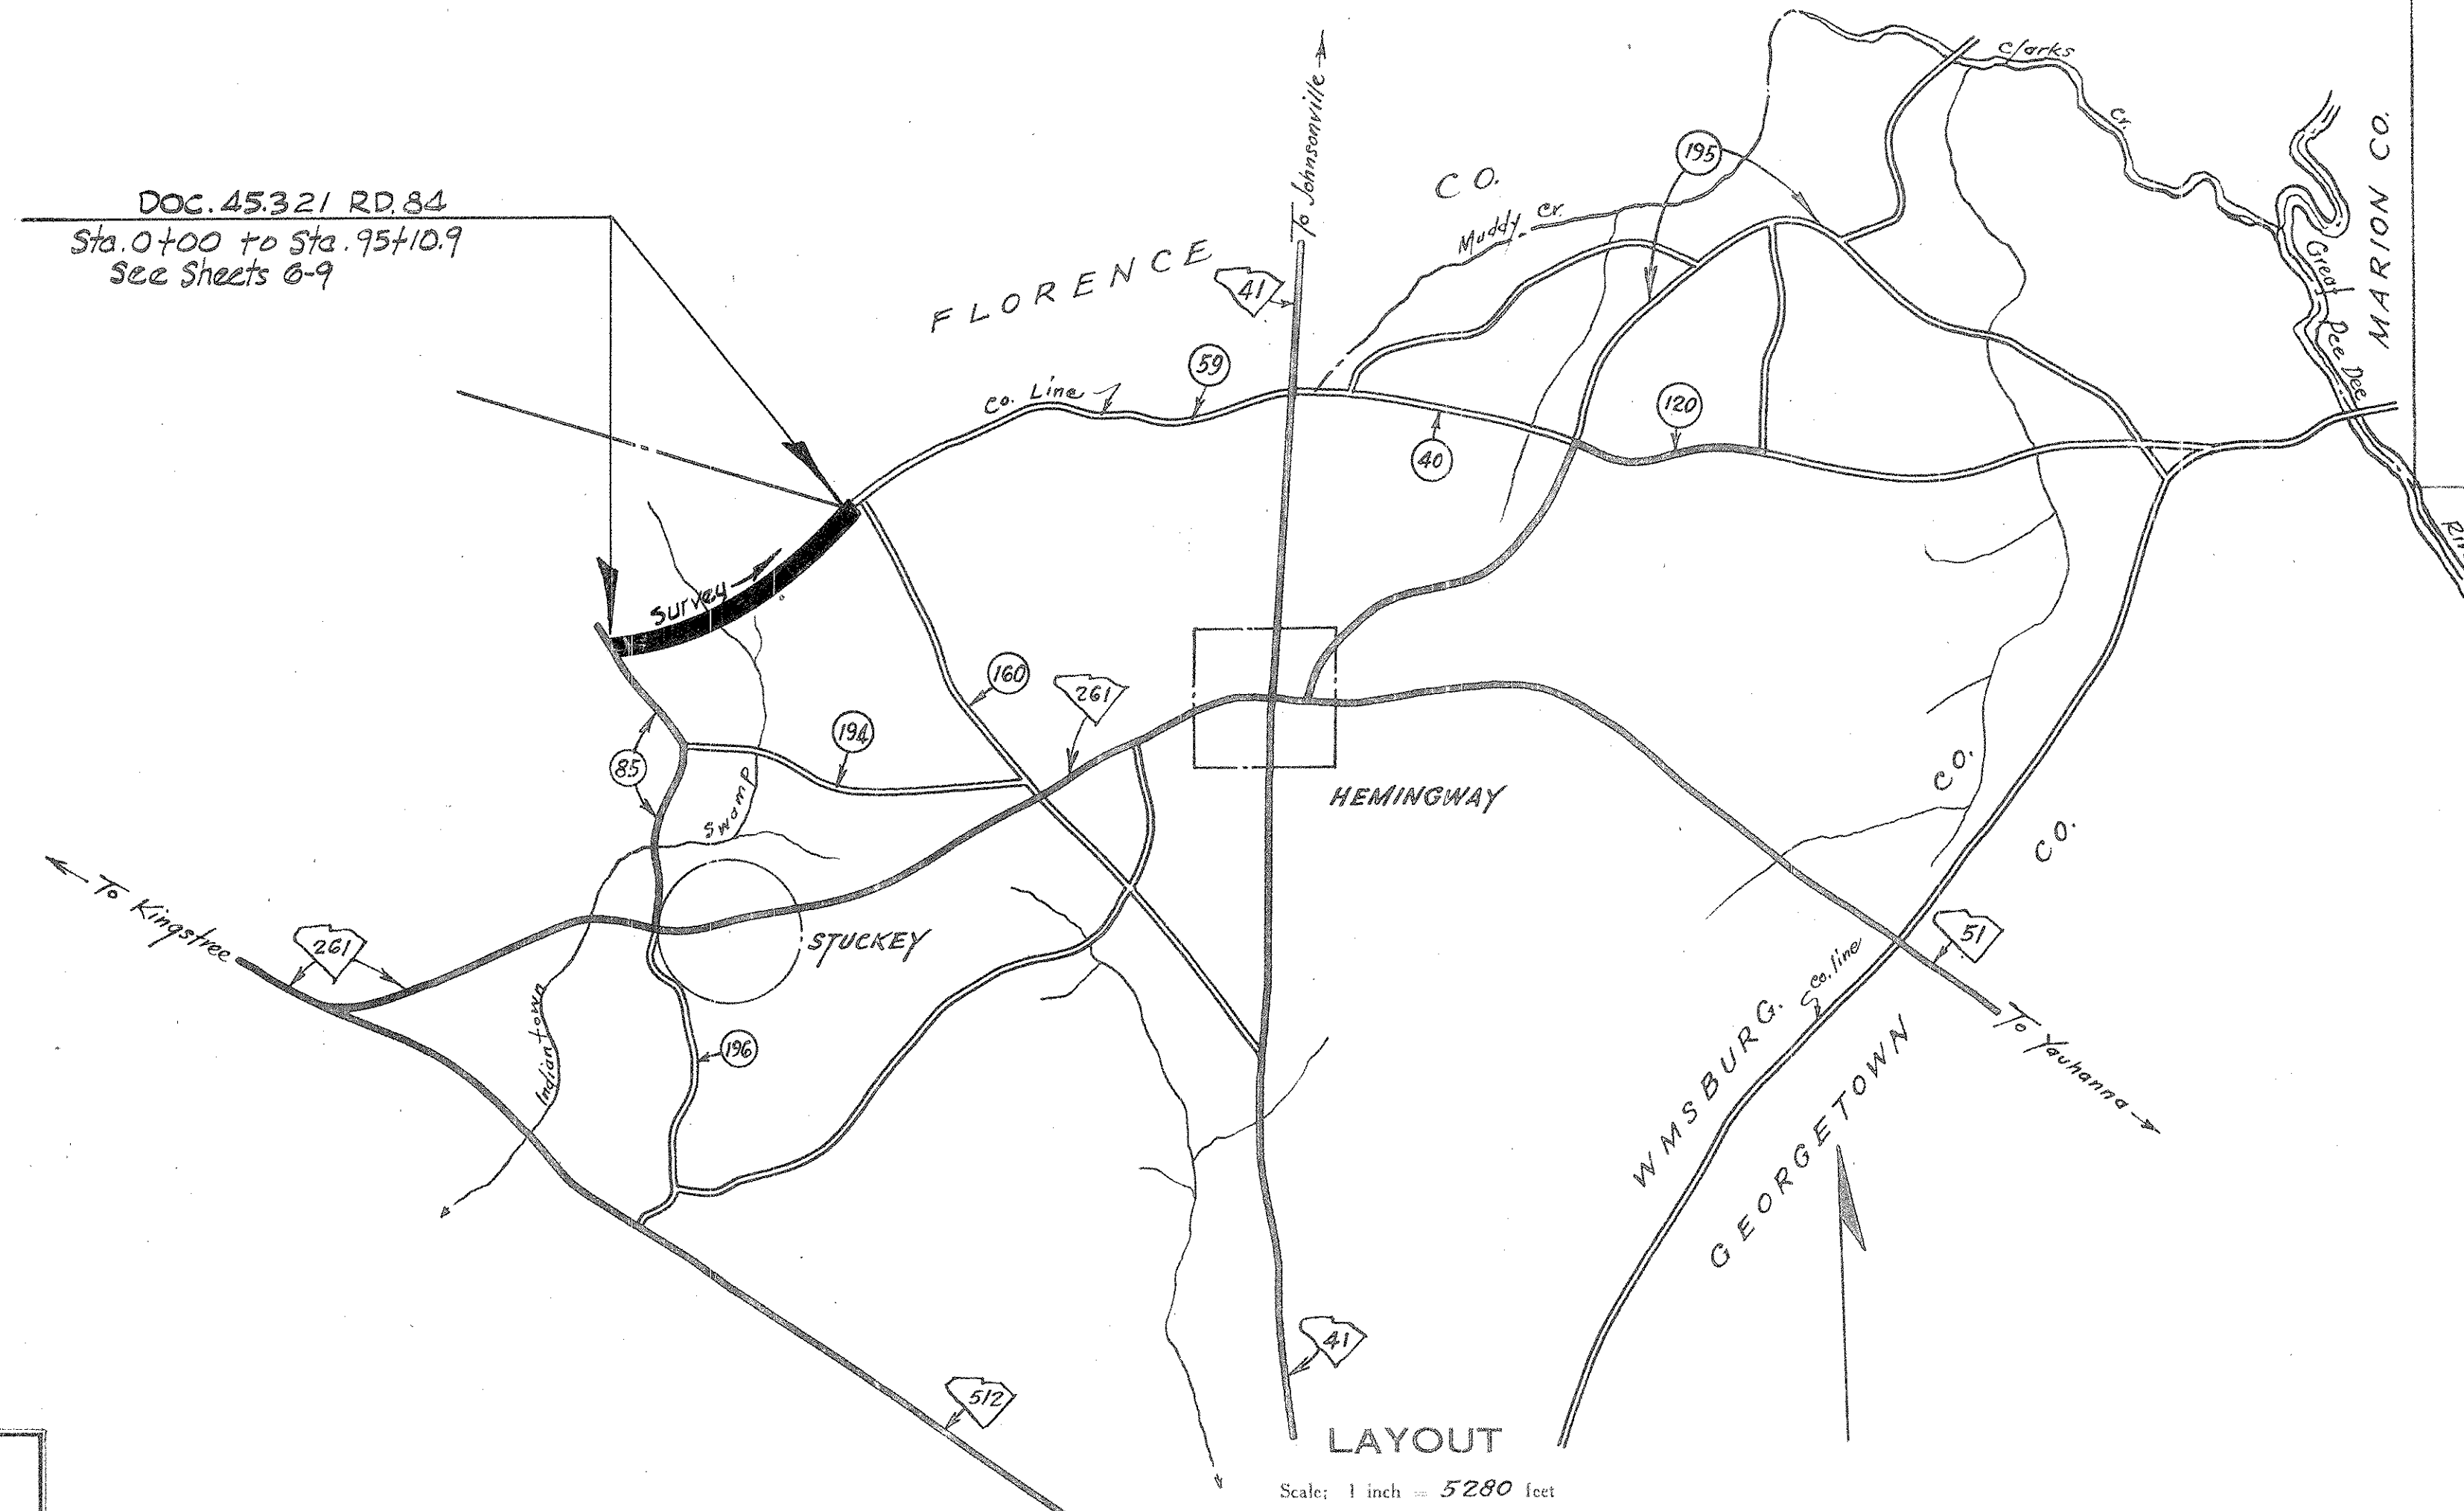 Clarks
Cr.
To Johnsonville
MARION CO.
195
CO.
DOC. 45.321 RD. 84
Sta. 0+00 to Sta. 95+10.9
See Sheets 6-9
Muddy Cr.
FLORENCE
41
Great Pee Dee
59
Co. Line
120
40
Survey
160
261
194
85
Swamp
HEMINGWAY
CO.
CO.
To Kingstree
261
STUCKEY
51
Co. line
Indiantown
196
WMSBURG.
To Yauhanna
GEORGETOWN
41
512
LAYOUT
Scale; 1 inch = 5280 feet